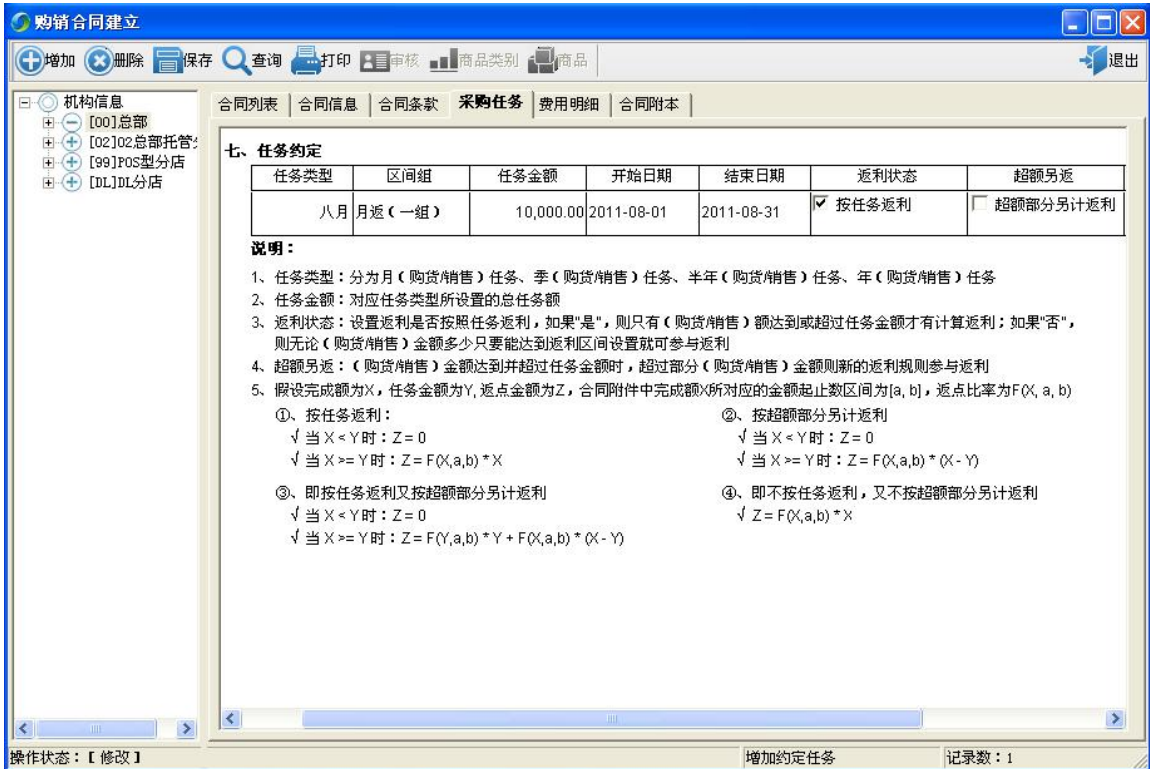 购销合同建立
增加 删除 保存 查询 打印 审核 商品类别 商品 退出
机构信息
[00]总部
[02]02总部托管
[99]POS型分店
[DL]DL分店
合同列表 合同信息 合同条款 采购任务 费用明细 合同附本
七、任务约定
任务类型 区间组 任务金额 开始日期 结束日期 返利状态 超额另返
八月 月返(一组) 10,000.00 2011-08-01 2011-08-31 按任务返利 超额部分另计返利
说明：
1、任务类型：分为月(购货/销售)任务、季(购货/销售)任务、半年(购货/销售)任务、年(购货/销售)任务
2、任务金额：对应任务类型所设置的总任务额
3、返利状态：设置返利是否按照任务返利，如果"是"，则只有(购货/销售)额达到或超过任务金额才有计算返利；如果"否"，
则无论(购货/销售)金额多少只要能达到返利区间设置就可参与返利
4、超额另返：(购货/销售)金额达到并超过任务金额时，超过部分(购货/销售)金额则新的返利规则参与返利
5、假设完成额为X，任务金额为Y, 返点金额为Z，合同附件中完成额X所对应的金额起止数区间为[a, b]，返点比率为F(X, a, b)
①、按任务返利：
√ 当 X < Y 时：Z = 0
√ 当 X >= Y 时：Z = F(X,a,b) * X
②、按超额部分另计返利
√ 当 X < Y 时：Z = 0
√ 当 X >= Y 时：Z = F(X,a,b) * (X - Y)
③、即按任务返利又按超额部分另计返利
√ 当 X < Y 时：Z = 0
√ 当 X >= Y 时：Z = F(Y,a,b) * Y + F(X,a,b) * (X - Y)
④、即不按任务返利，又不按超额部分另计返利
√ Z = F(X,a,b) * X
操作状态：【 修改 】 增加约定任务 记录数：1